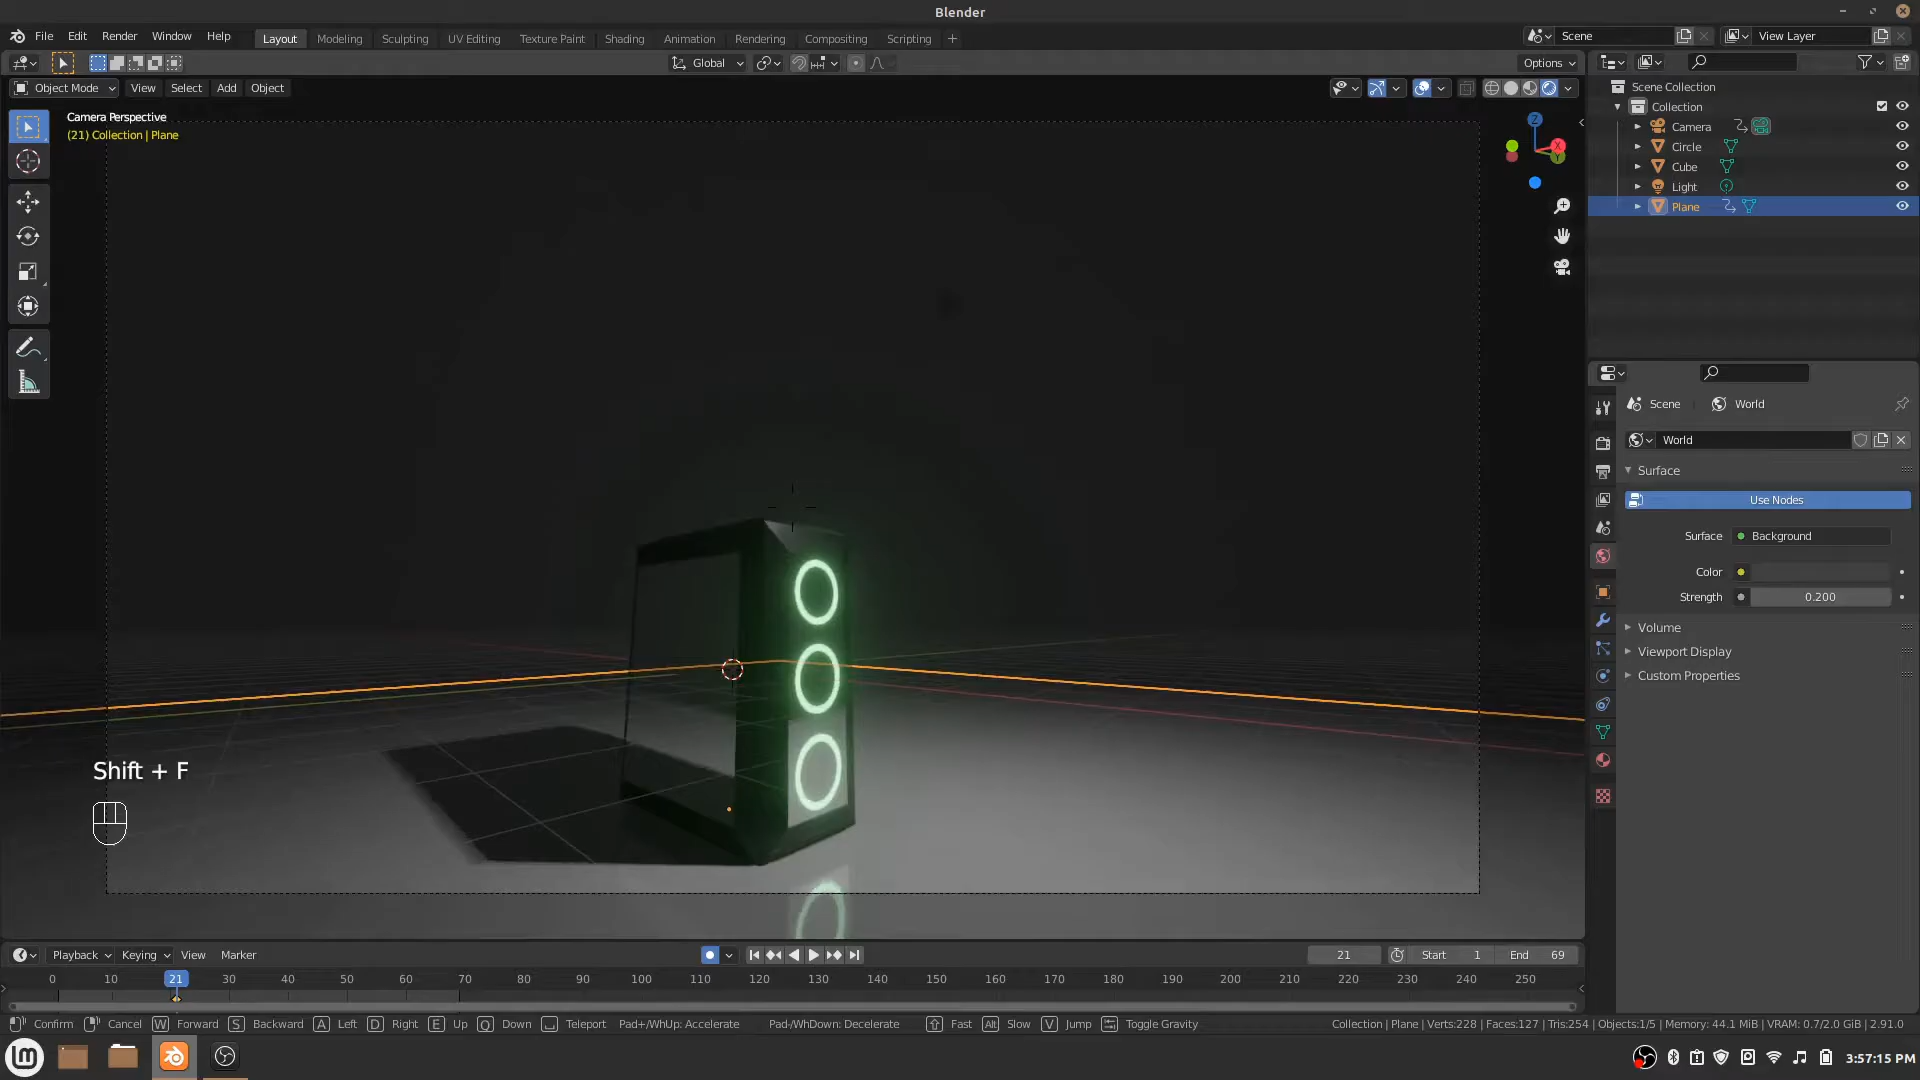 Blender
File Edit Render Window Help
Layout Modeling Sculpting UV Editing Texture Paint Shading Animation Rendering Compositing Scripting
Scene View Layer
Global Options
Object Mode View Select Add Object
Camera Perspective
(21) Collection | Plane
Z
X
Y
Scene Collection
Collection
Camera
Circle
Cube
Light
Plane
Scene World
World
Surface
Use Nodes
Surface Background
Color
Strength 0.200
Volume
Viewport Display
Custom Properties
Shift + F
Playback Keying View Marker
21 Start 1 End 69
0 10 21 30 40 50 60 70 80 90 100 110 120 130 140 150 160 170 180 190 200 210 220 230 240 250
Confirm Cancel W Forward S Backward A Left D Right E Up Q Down Teleport Pad+/WhUp: Accelerate Pad-/WhDown: Decelerate Fast Alt Slow V Jump Toggle Gravity Collection | Plane | Verts:228 | Faces:127 | Tris:254 | Objects:1/5 | Memory: 44.1 MiB | VRAM: 0.7/2.0 GiB | 2.91.0
3:57:15 PM